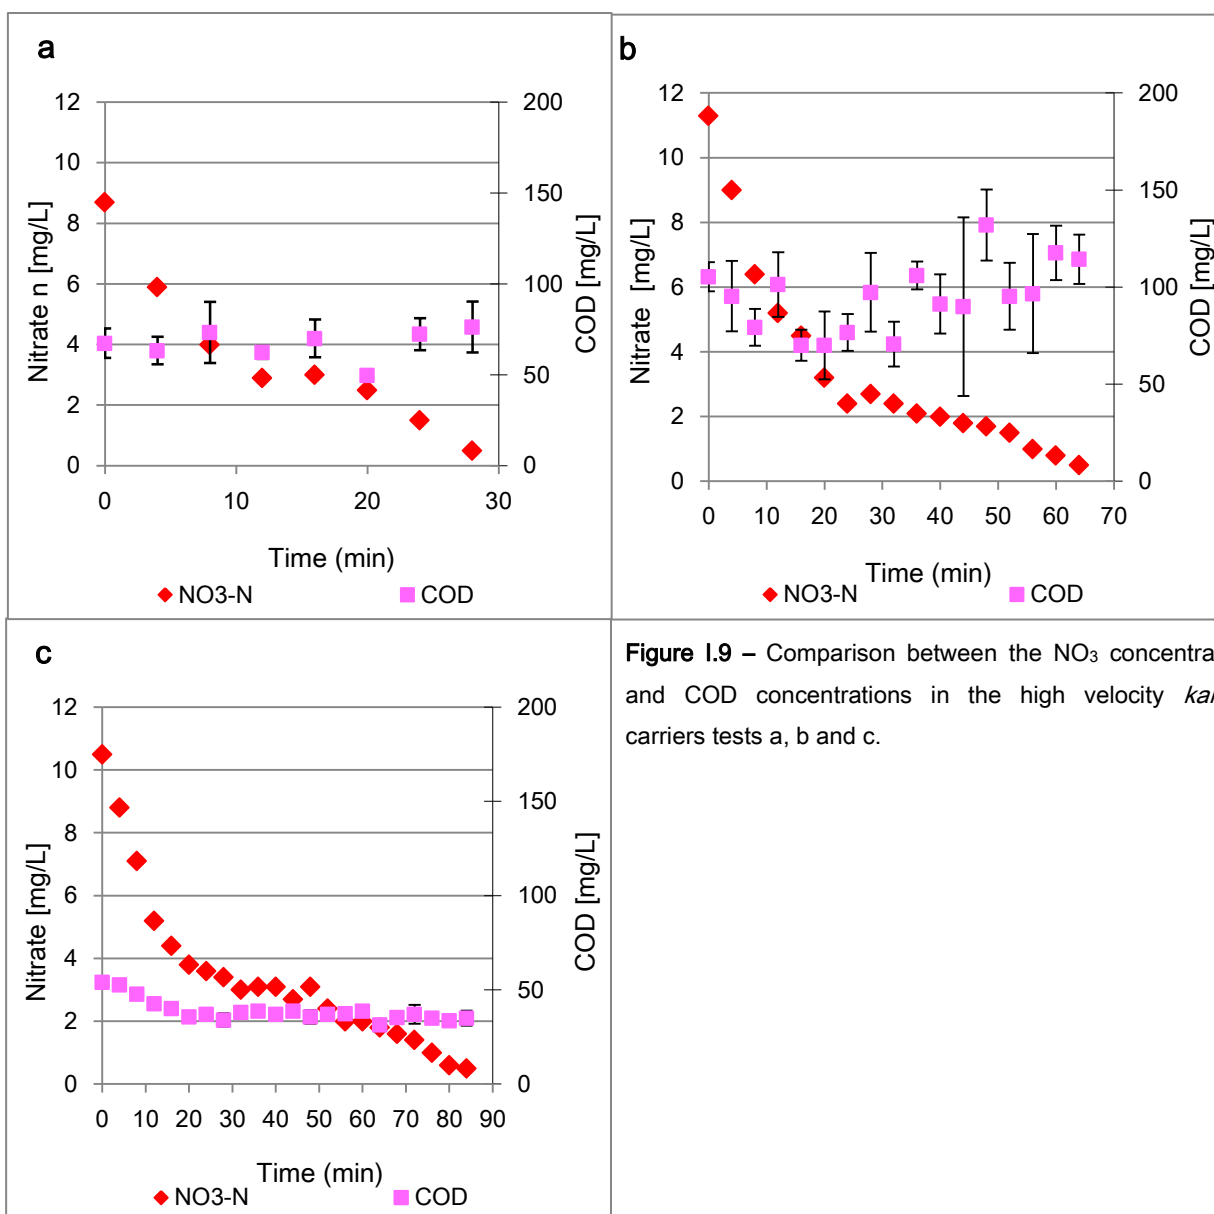 a
12
10
8
6
4
2
0
200
150
100
50
0
Nitrate n [mg/L]
COD [mg/L]
0 10 20 30
Time (min)
NO3-N COD
b
12
10
8
6
4
2
0
200
150
100
50
0
Nitrate [mg/L]
COD [mg/L]
0 10 20 30 40 50 60 70
Time (min)
NO3-N COD
c
12
10
8
6
4
2
0
200
150
100
50
0
Nitrate [mg/L]
COD [mg/L]
0 10 20 30 40 50 60 70 80 90
Time (min)
NO3-N COD
Figure I.9 – Comparison between the NO₃ concentra
and COD concentrations in the high velocity
carriers tests a, b and c.